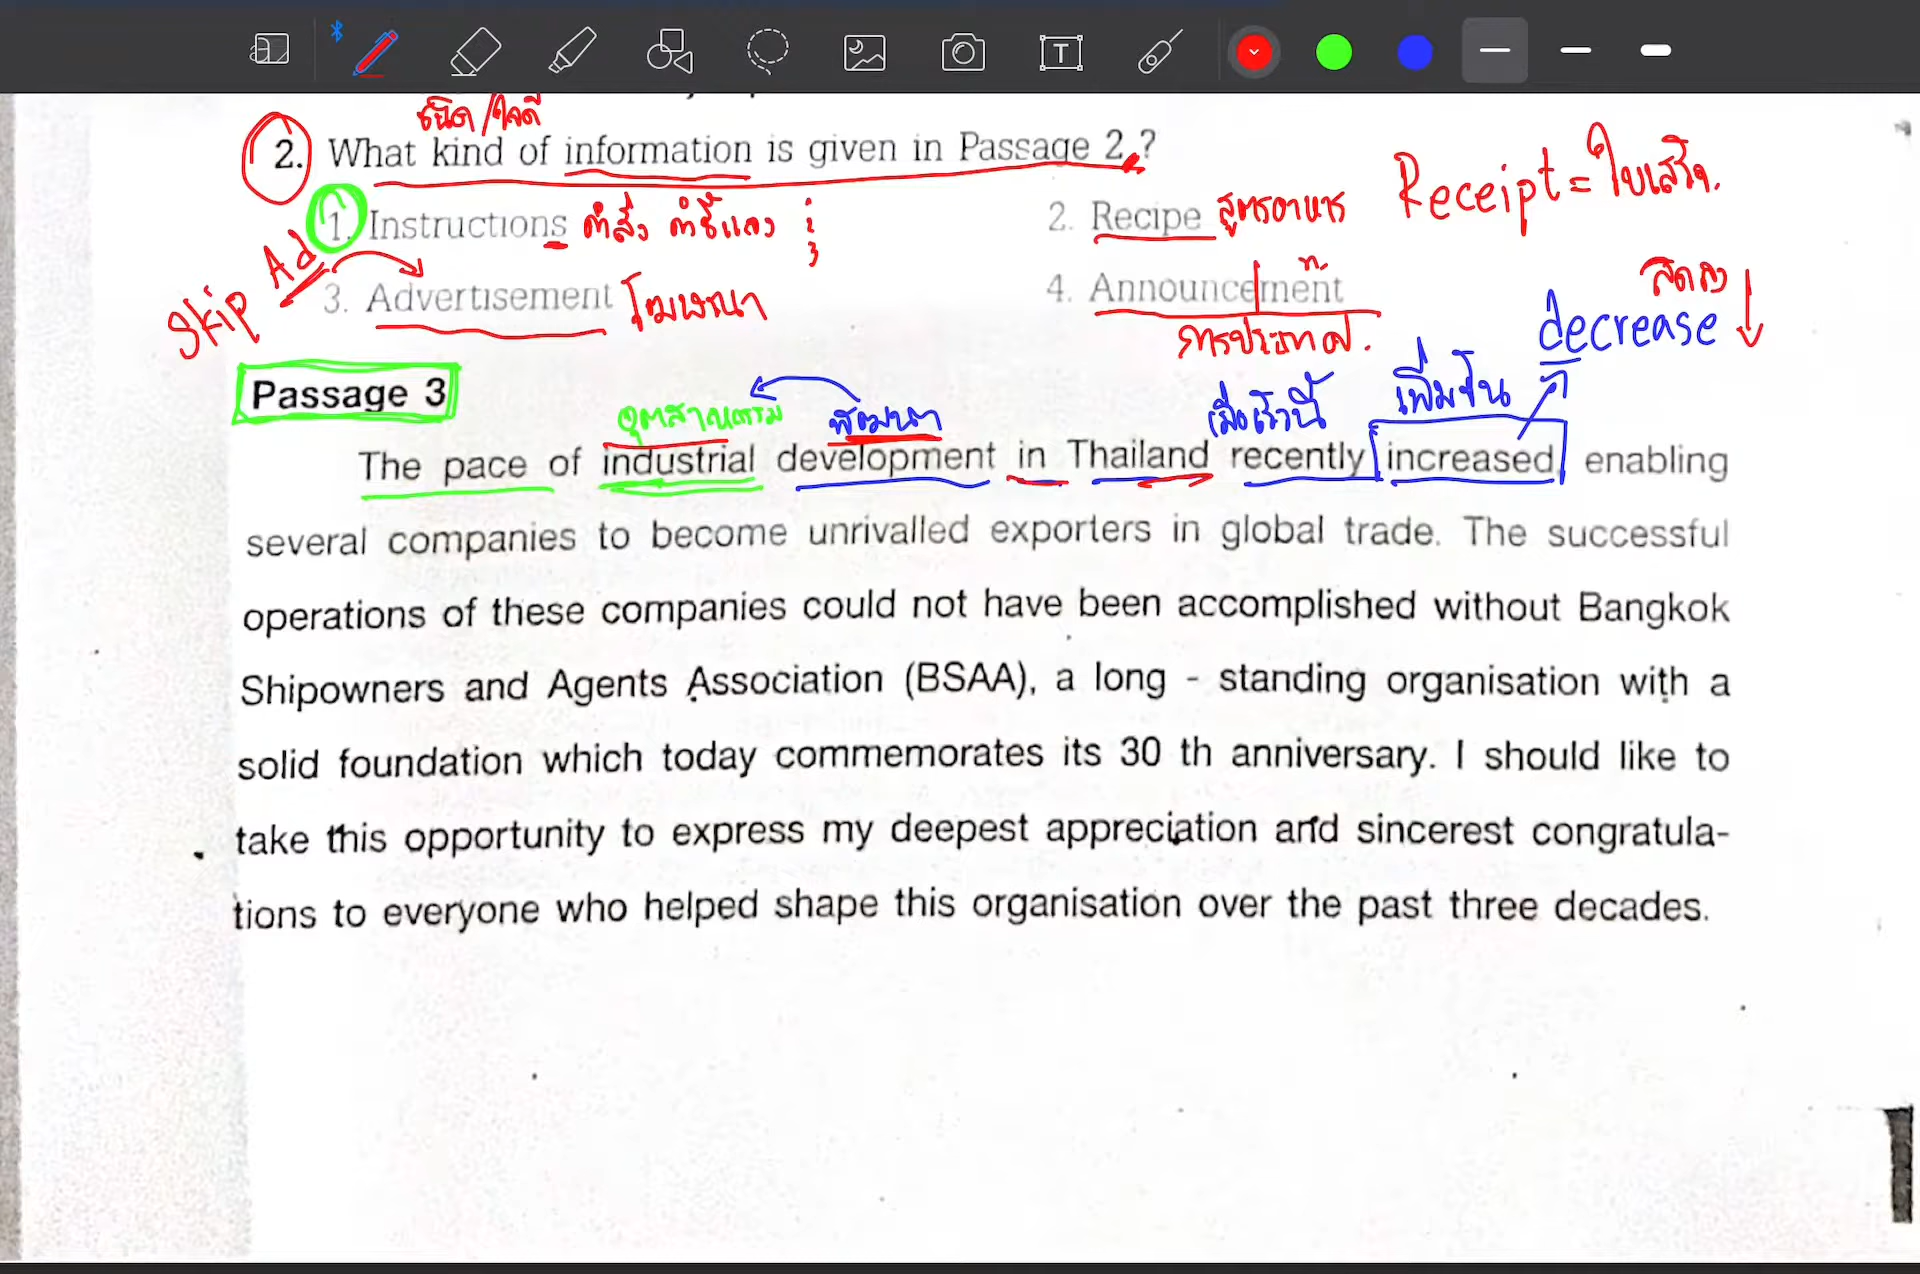 ชนิด/ใจดี
2. What kind of information is given in Passage 2.?
1. Instructions คำสั่ง คำชี้แจง
2. Recipe สูตรอาหาร Receipt = ใบเสร็จ.
Skip Ad
3. Advertisement โฆษณา
4. Announcement
การประกาศ.
decrease ลดลง
Passage 3
อุตสาหกรรม พัฒนา เมื่อเร็วๆนี้ เพิ่มขึ้น
The pace of industrial development in Thailand recently increased, enabling
several companies to become unrivalled exporters in global trade. The successful
operations of these companies could not have been accomplished without Bangkok
Shipowners and Agents Association (BSAA), a long - standing organisation with a
solid foundation which today commemorates its 30 th anniversary. I should like to
take this opportunity to express my deepest appreciation and sincerest congratula-
tions to everyone who helped shape this organisation over the past three decades.